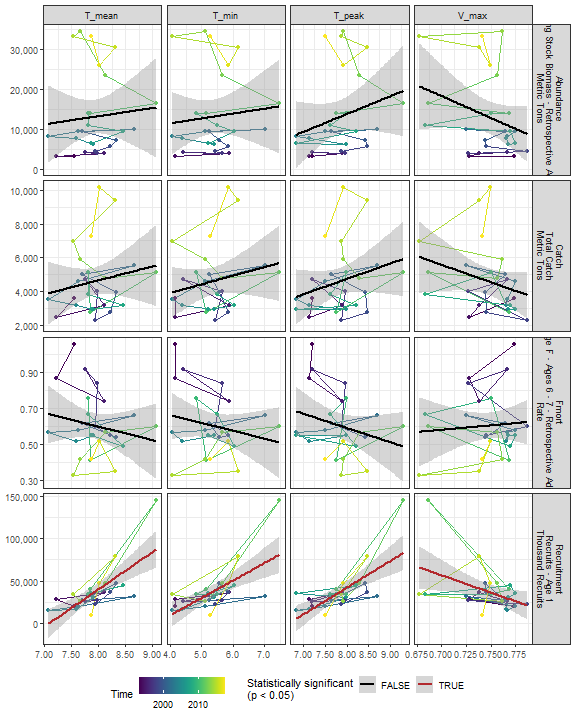 T_mean
T_min
T_peak
V_max
30,000
20,000
10,000
0
Abundance
Stock Biomass - Retrospective
Metric Tons
10,000
8,000
6,000
4,000
2,000
Catch
Total Catch
Metric Tons
0.90
0.70
0.50
0.30
Fmort
F - Ages 6 - 7 - Retrospective
Rate
150,000
100,000
50,000
0
Recruitment
Recruits - Age 1
Thousand Recruits
7.00 7.50 8.00 8.50 9.00
4.0 5.0 6.0 7.0
7.00 7.50 8.00 8.50 9.00
0.675 0.700 0.725 0.750 0.775
Time
2000 2010
Statistically significant
(p < 0.05)
FALSE
TRUE